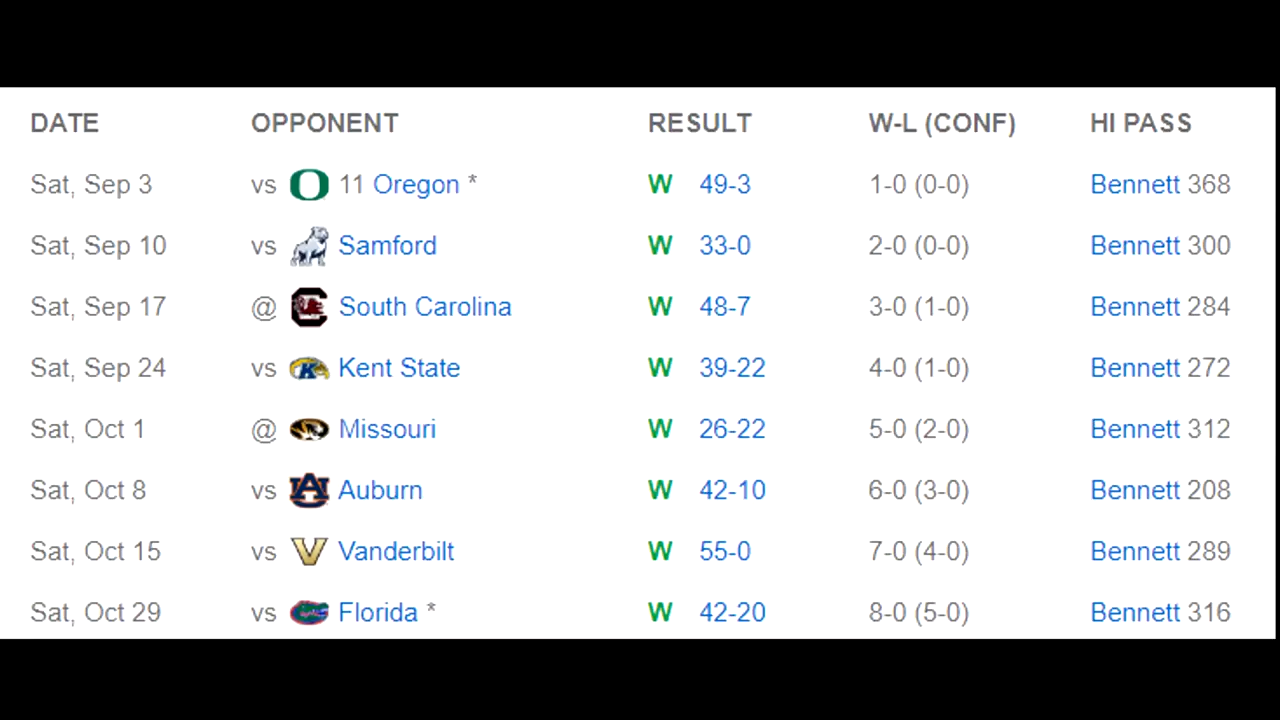 DATE OPPONENT RESULT W-L (CONF) HI PASS
Sat, Sep 3 vs 11 Oregon * W 49-3 1-0 (0-0) Bennett 368
Sat, Sep 10 vs Samford W 33-0 2-0 (0-0) Bennett 300
Sat, Sep 17 @ South Carolina W 48-7 3-0 (1-0) Bennett 284
Sat, Sep 24 vs Kent State W 39-22 4-0 (1-0) Bennett 272
Sat, Oct 1 @ Missouri W 26-22 5-0 (2-0) Bennett 312
Sat, Oct 8 vs Auburn W 42-10 6-0 (3-0) Bennett 208
Sat, Oct 15 vs Vanderbilt W 55-0 7-0 (4-0) Bennett 289
Sat, Oct 29 vs Florida * W 42-20 8-0 (5-0) Bennett 316